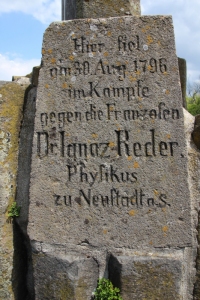 Hier fiel
am 30. Aug. 1796
im Kampfe
gegen die Franzosen
Dr Ignaz Reder,
Physikus
zu Neustadt a.S.